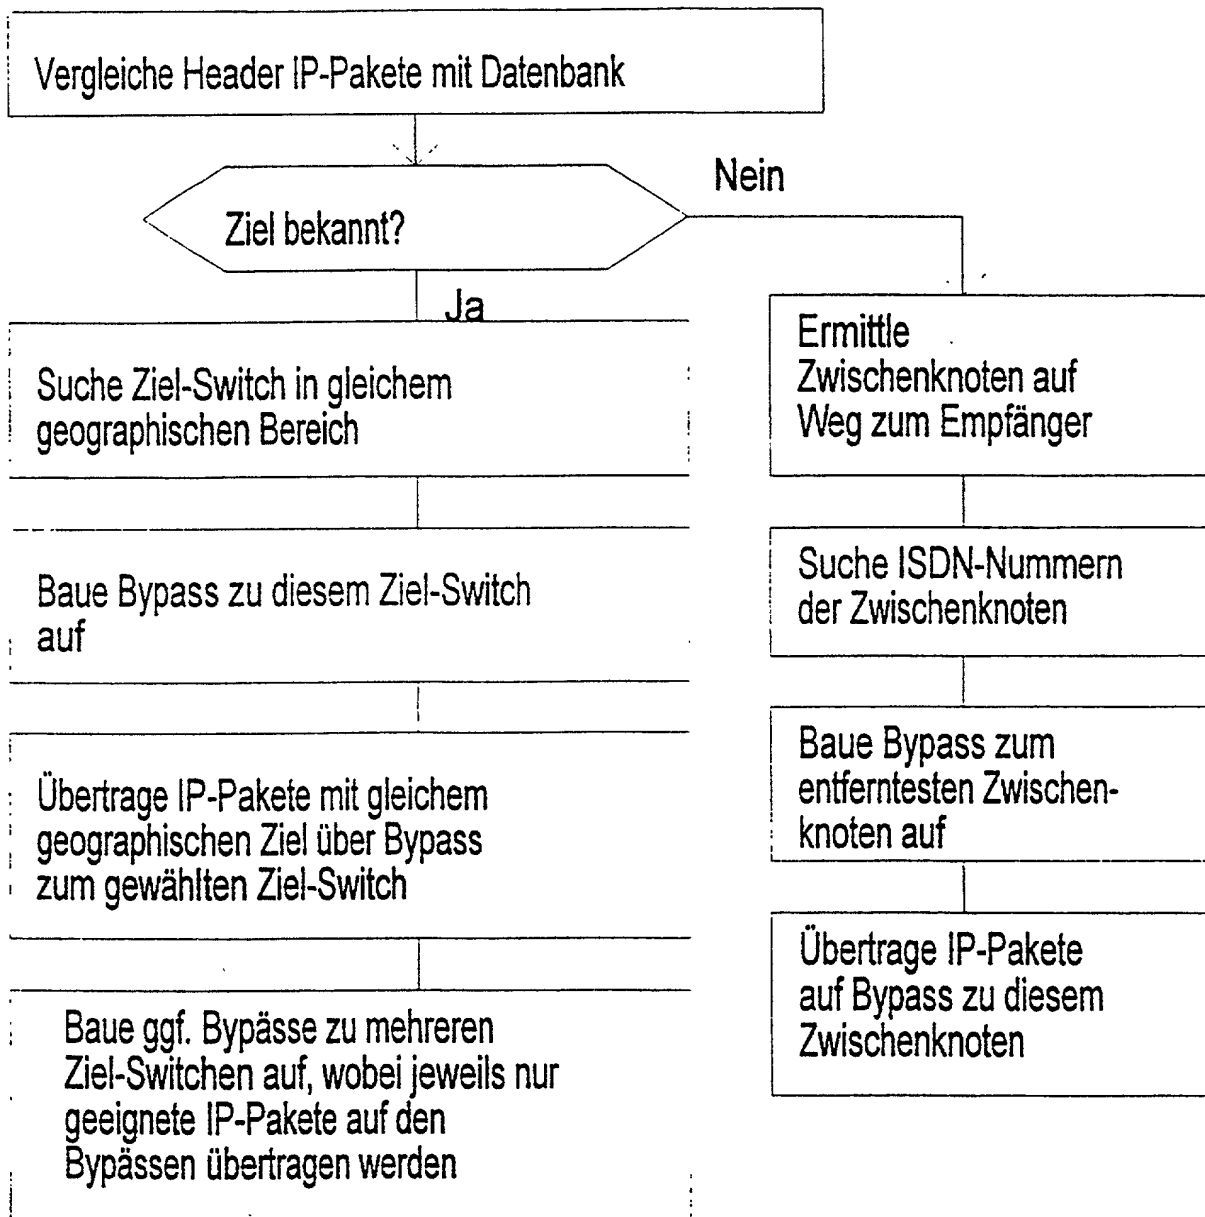 Vergleiche Header IP-Pakete mit Datenbank
Ziel bekannt?
Nein
Ja
Suche Ziel-Switch in gleichem
geographischen Bereich
Baue Bypass zu diesem Ziel-Switch
auf
Übertrage IP-Pakete mit gleichem
geographischen Ziel über Bypass
zum gewählten Ziel-Switch
Baue ggf. Bypässe zu mehreren
Ziel-Switchen auf, wobei jeweils nur
geeignete IP-Pakete auf den
Bypässen übertragen werden
Ermittle
Zwischenknoten auf
Weg zum Empfänger
Suche ISDN-Nummern
der Zwischenknoten
Baue Bypass zum
entferntesten Zwischen-
knoten auf
Übertrage IP-Pakete
auf Bypass zu diesem
Zwischenknoten